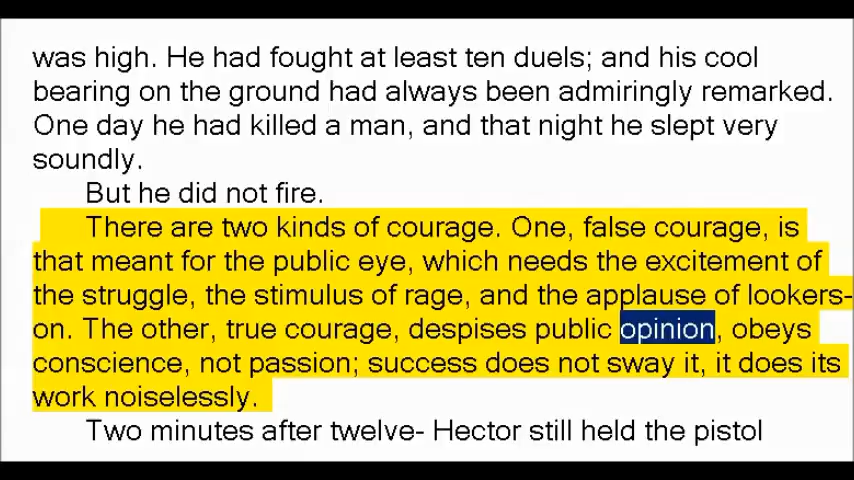 was high. He had fought at least ten duels; and his cool
bearing on the ground had always been admiringly remarked.
One day he had killed a man, and that night he slept very
soundly.
But he did not fire.
There are two kinds of courage. One, false courage, is
that meant for the public eye, which needs the excitement of
the struggle, the stimulus of rage, and the applause of lookers-
on. The other, true courage, despises public opinion, obeys
conscience, not passion; success does not sway it, it does its
work noiselessly.
Two minutes after twelve- Hector still held the pistol